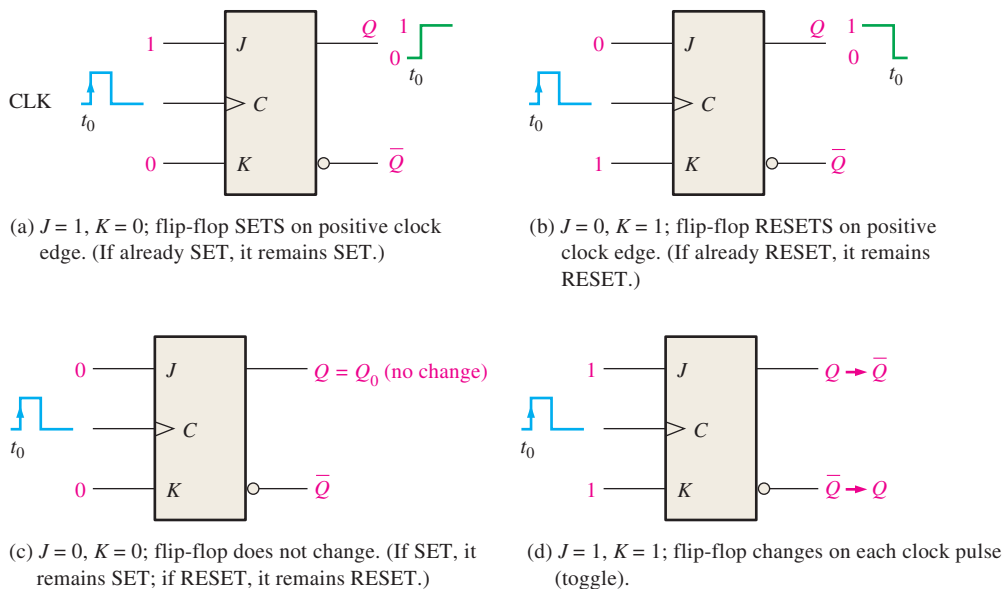 1
J
Q
1
0
t0
CLK
t0
C
0
K
Q̅
(a) J = 1, K = 0; flip-flop SETS on positive clock
edge. (If already SET, it remains SET.)
0
J
Q
1
0
t0
t0
C
1
K
Q̅
(b) J = 0, K = 1; flip-flop RESETS on positive
clock edge. (If already RESET, it remains
RESET.)
0
J
Q = Q0 (no change)
t0
C
0
K
Q̅
(c) J = 0, K = 0; flip-flop does not change. (If SET, it
remains SET; if RESET, it remains RESET.)
1
J
Q → Q̅
t0
C
1
K
Q̅ → Q
(d) J = 1, K = 1; flip-flop changes on each clock pulse
(toggle).